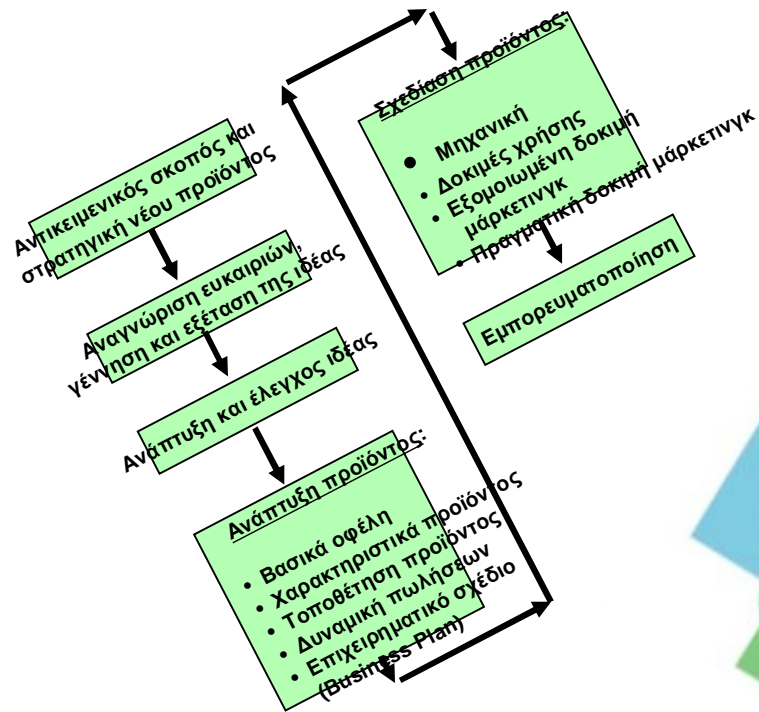 Αντικειμενικός σκοπός και
στρατηγική νέου προϊόντος
Αναγνώριση ευκαιριών,
γέννηση και εξέταση της ιδέας
Ανάπτυξη και έλεγχος ιδέας
Ανάπτυξη προϊόντος:
• Βασικά οφέλη
• Χαρακτηριστικά προϊόντος
• Τοποθέτηση προϊόντος
• Δυναμική πωλήσεων
• Επιχειρηματικό σχέδιο
(Business Plan)
Σχεδίαση προϊόντος:
• Μηχανική
• Δοκιμές χρήσης
• Εξομοιωμένη δοκιμή
μάρκετινγκ
• Πραγματική δοκιμή μάρκετινγκ
Εμπορευματοποίηση